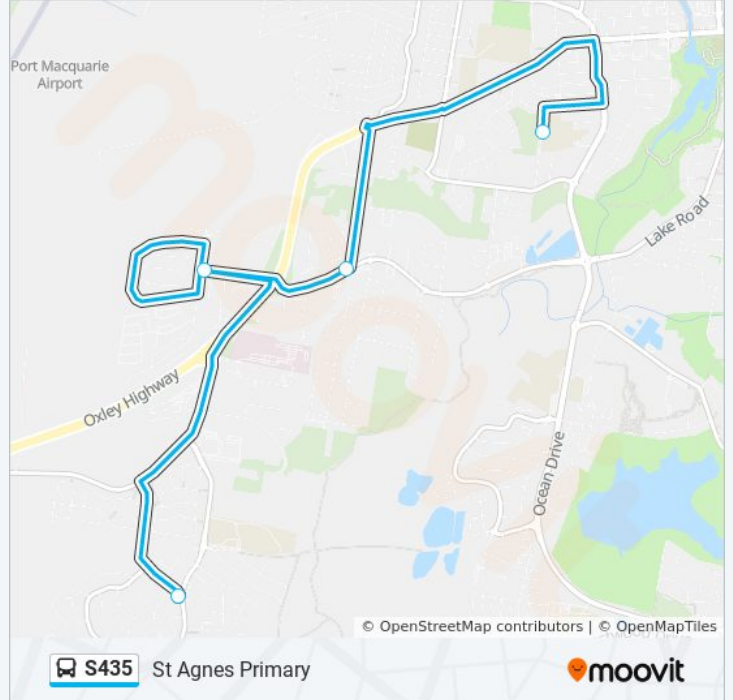 Port Macquarie
Airport
Lake Road
Oxley Highway
Ocean Drive
© OpenStreetMap contributors | © OpenMapTiles
S435
St Agnes Primary
moovit